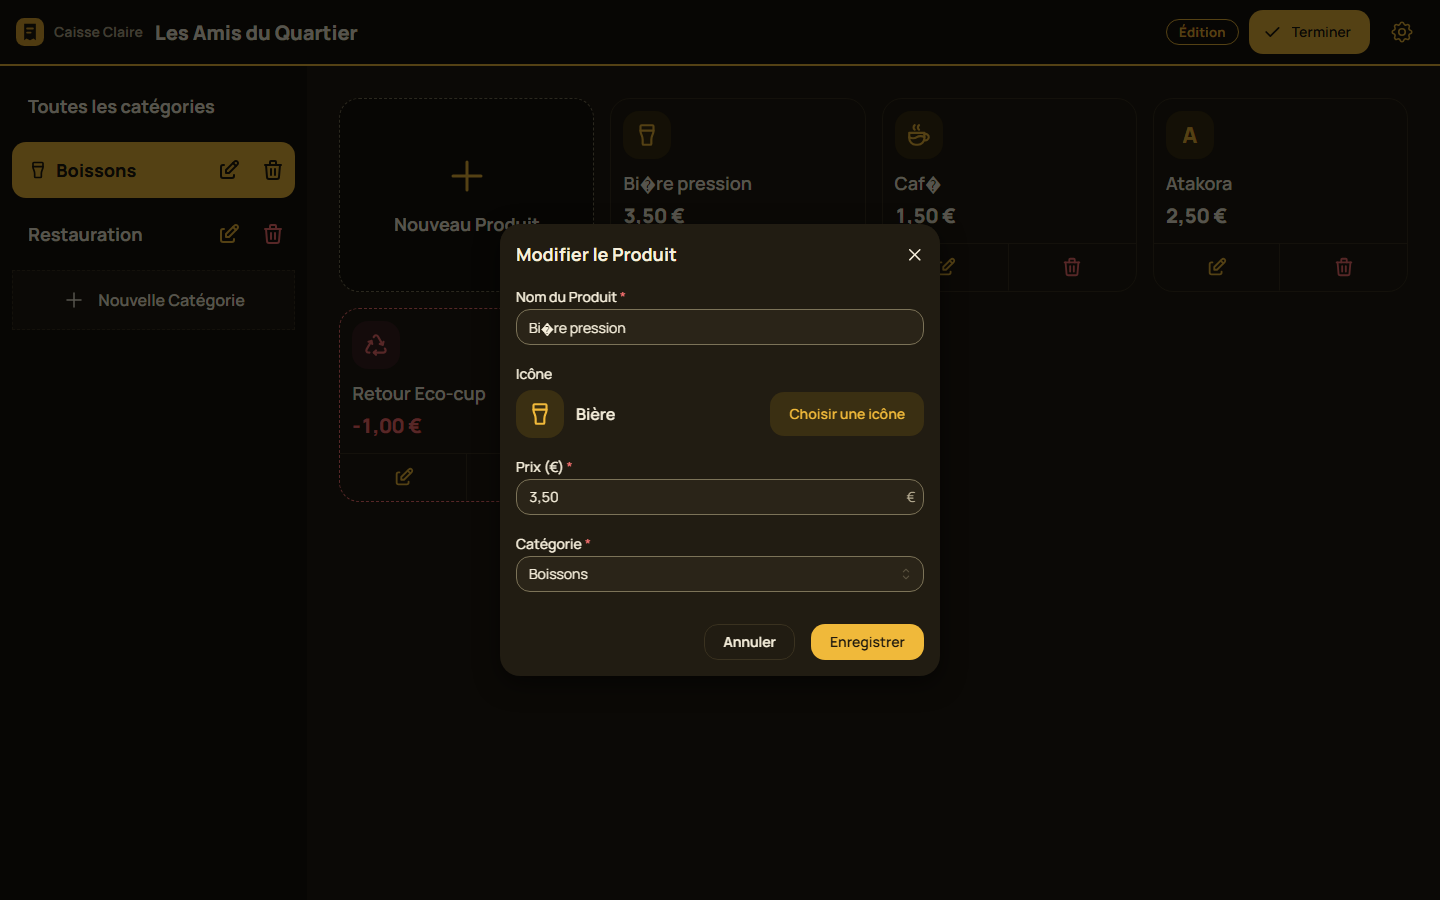 Caisse Claire Les Amis du Quartier
Édition
Terminer
Toutes les catégories
Boissons
Restauration
Nouvelle Catégorie
Nouveau Produit
Bi�re pression
3,50 €
Caf�
1,50 €
A
Atakora
2,50 €
Retour Eco-cup
-1,00 €
Modifier le Produit
Nom du Produit *
Bi�re pression
Icône
Bière
Choisir une icône
Prix (€) *
3,50 €
Catégorie *
Boissons
Annuler
Enregistrer